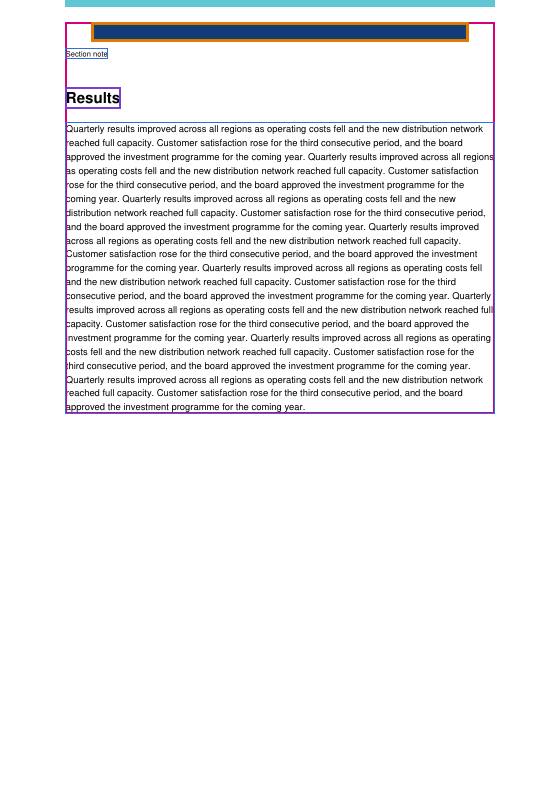 Section note
Results
Quarterly results improved across all regions as operating costs fell and the new distribution network
reached full capacity. Customer satisfaction rose for the third consecutive period, and the board
approved the investment programme for the coming year. Quarterly results improved across all regions
as operating costs fell and the new distribution network reached full capacity. Customer satisfaction
rose for the third consecutive period, and the board approved the investment programme for the
coming year. Quarterly results improved across all regions as operating costs fell and the new
distribution network reached full capacity. Customer satisfaction rose for the third consecutive period,
and the board approved the investment programme for the coming year. Quarterly results improved
across all regions as operating costs fell and the new distribution network reached full capacity.
Customer satisfaction rose for the third consecutive period, and the board approved the investment
programme for the coming year. Quarterly results improved across all regions as operating costs fell
and the new distribution network reached full capacity. Customer satisfaction rose for the third
consecutive period, and the board approved the investment programme for the coming year. Quarterly
results improved across all regions as operating costs fell and the new distribution network reached full
capacity. Customer satisfaction rose for the third consecutive period, and the board approved the
investment programme for the coming year. Quarterly results improved across all regions as operating
costs fell and the new distribution network reached full capacity. Customer satisfaction rose for the
third consecutive period, and the board approved the investment programme for the coming year.
Quarterly results improved across all regions as operating costs fell and the new distribution network
reached full capacity. Customer satisfaction rose for the third consecutive period, and the board
approved the investment programme for the coming year.